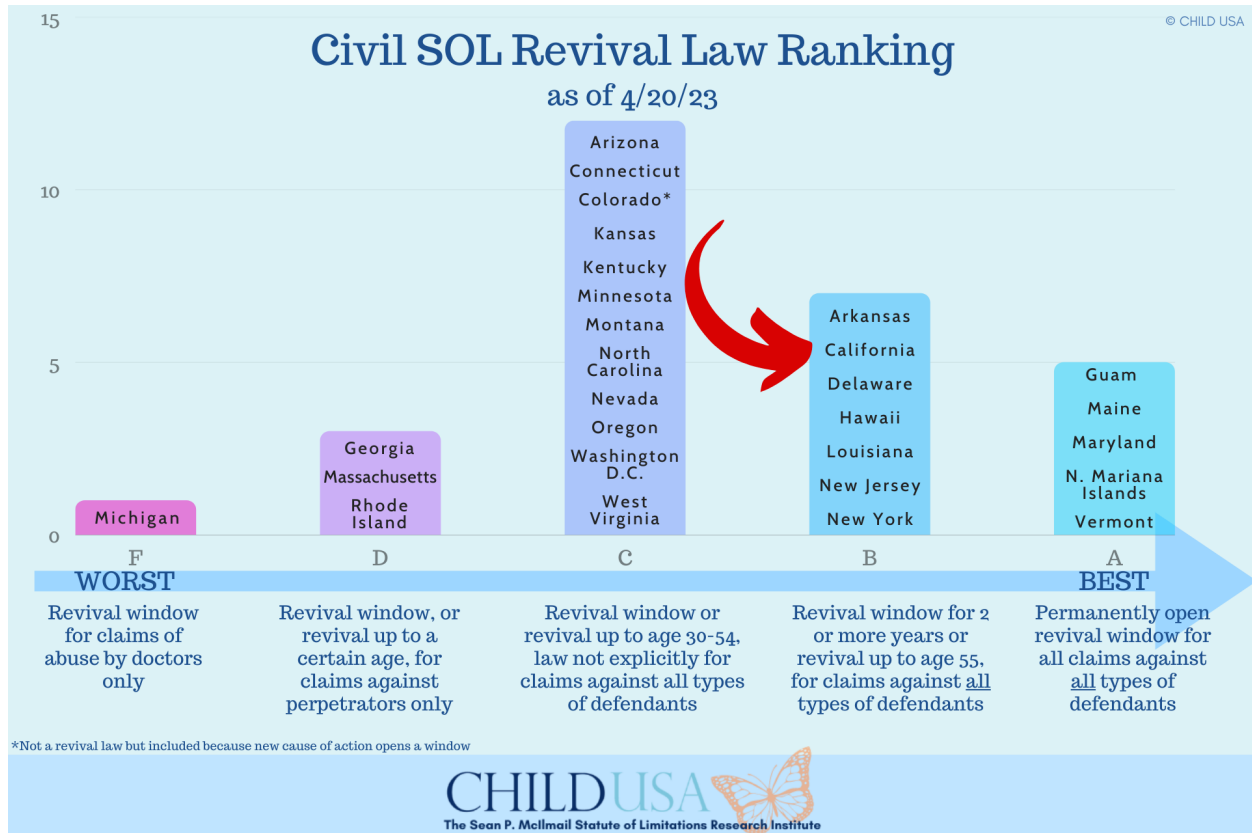 © CHILD USA
Civil SOL Revival Law Ranking
as of 4/20/23
15
10
5
0
Michigan
Georgia
Massachusetts
Rhode
Island
Arizona
Connecticut
Colorado*
Kansas
Kentucky
Minnesota
Montana
North
Carolina
Nevada
Oregon
Washington
D.C.
West
Virginia
Arkansas
California
Delaware
Hawaii
Louisiana
New Jersey
New York
Guam
Maine
Maryland
N. Mariana
Islands
Vermont
F
D
C
B
A
WORST
BEST
Revival window
for claims of
abuse by doctors
only
Revival window, or
revival up to a
certain age, for
claims against
perpetrators only
Revival window or
revival up to age 30-54,
law not explicitly for
claims against all types
of defendants
Revival window for 2
or more years or
revival up to age 55,
for claims against all
types of defendants
Permanently open
revival window for
all claims against
all types of
defendants
*Not a revival law but included because new cause of action opens a window
CHILD USA
The Sean P. McIlmail Statute of Limitations Research Institute